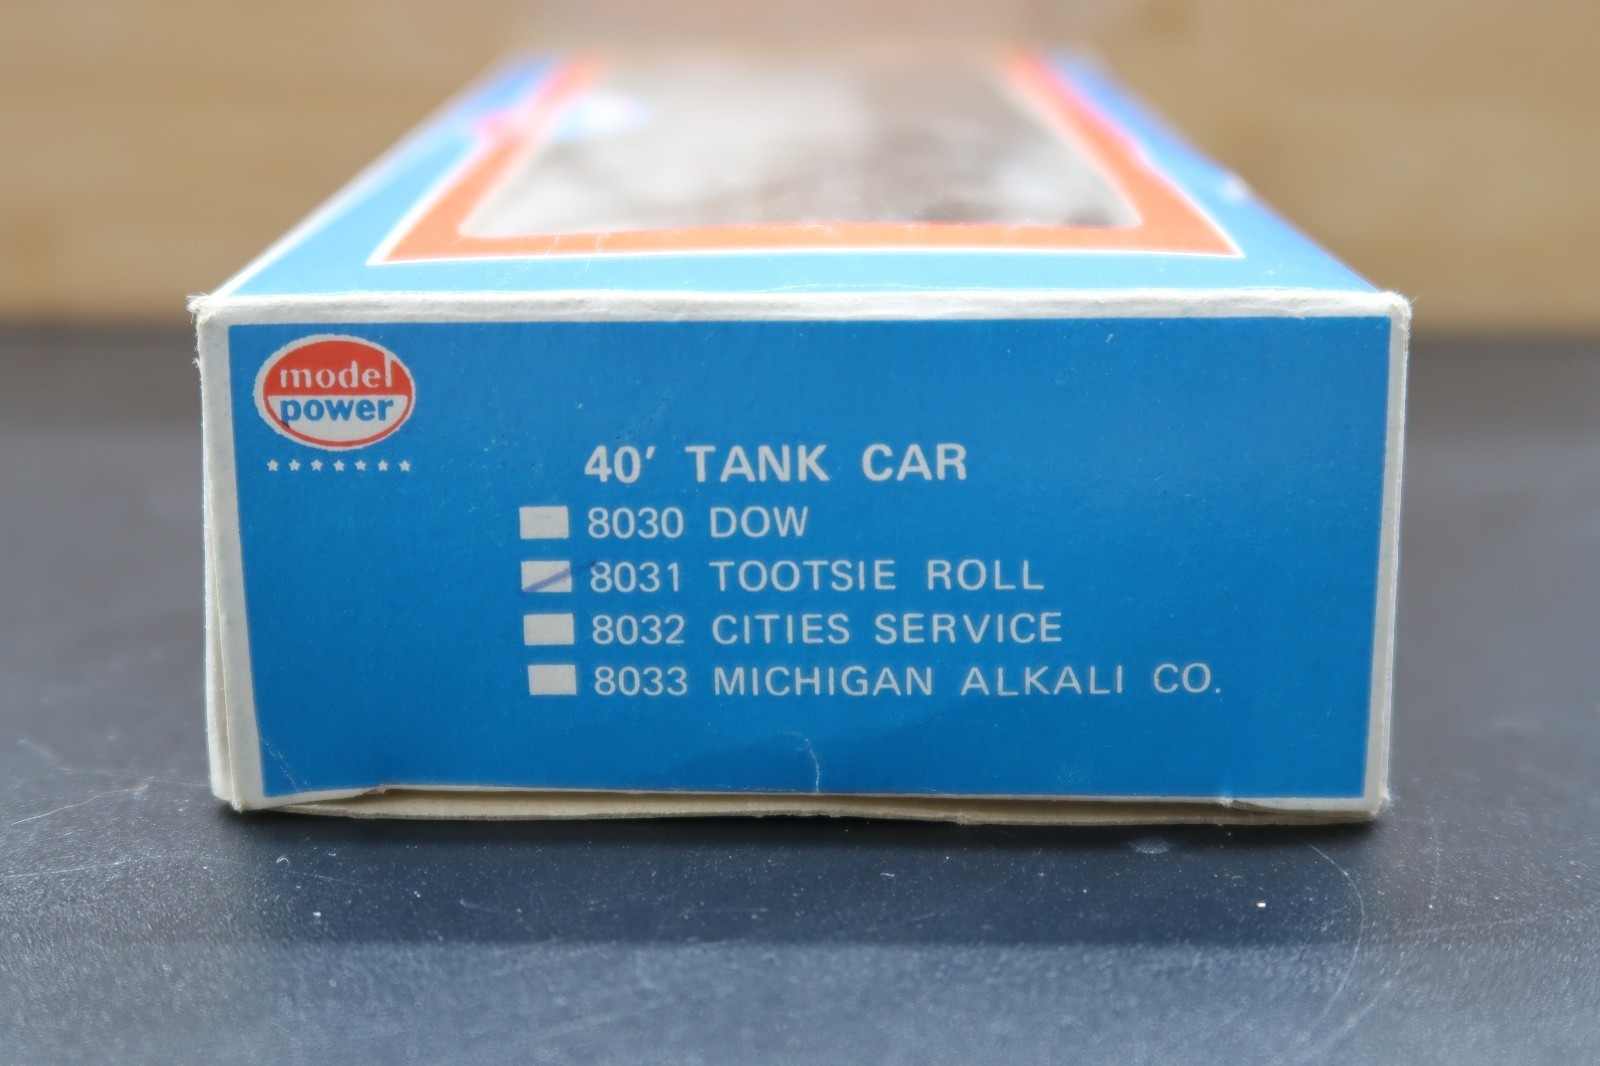 model
power
40' TANK CAR
8030 DOW
8031 TOOTSIE ROLL
8032 CITIES SERVICE
8033 MICHIGAN ALKALI CO.